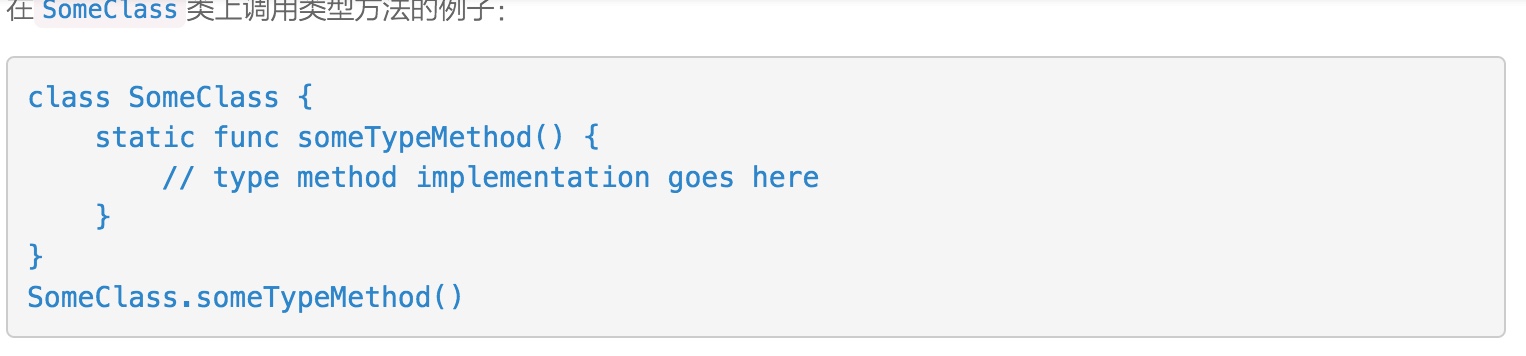 在 SomeClass 类上调用类型方法的例子：
class SomeClass {
    static func someTypeMethod() {
        // type method implementation goes here
    }
}
SomeClass.someTypeMethod()